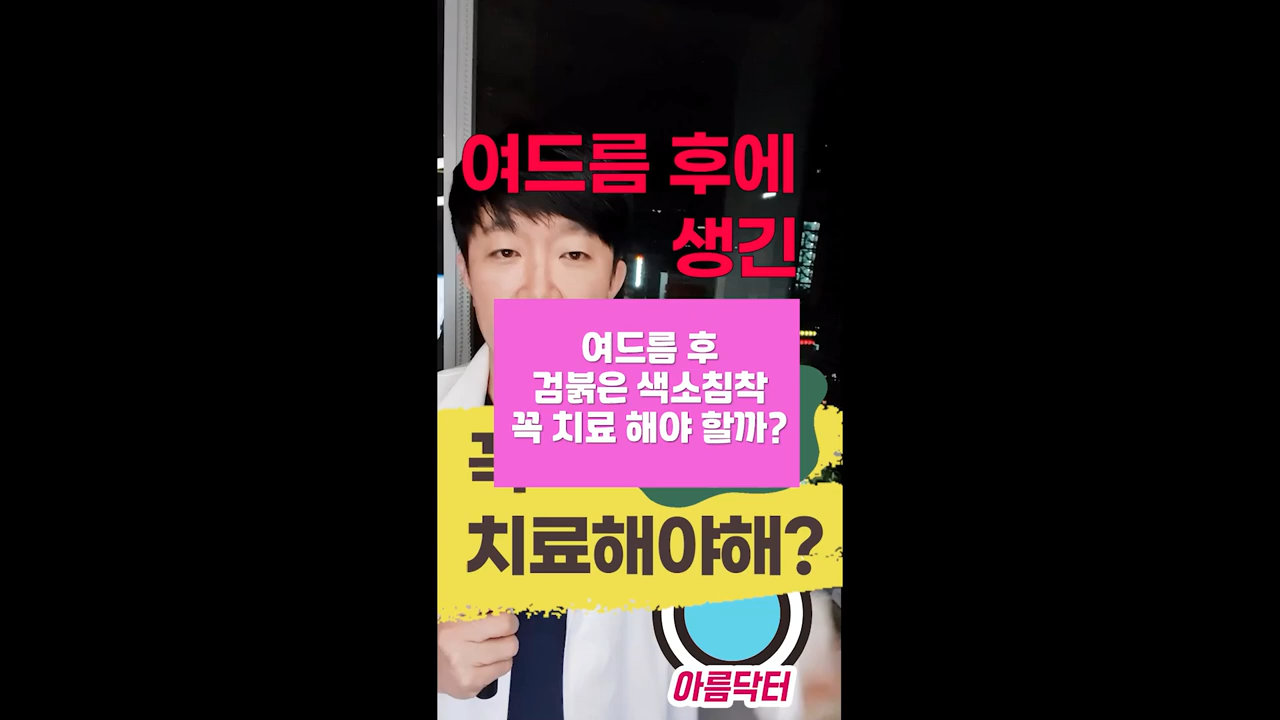 여드름 후에
생긴
여드름 후
검붉은 색소침착
꼭 치료 해야 할까?
치료해야해?
아름닥터